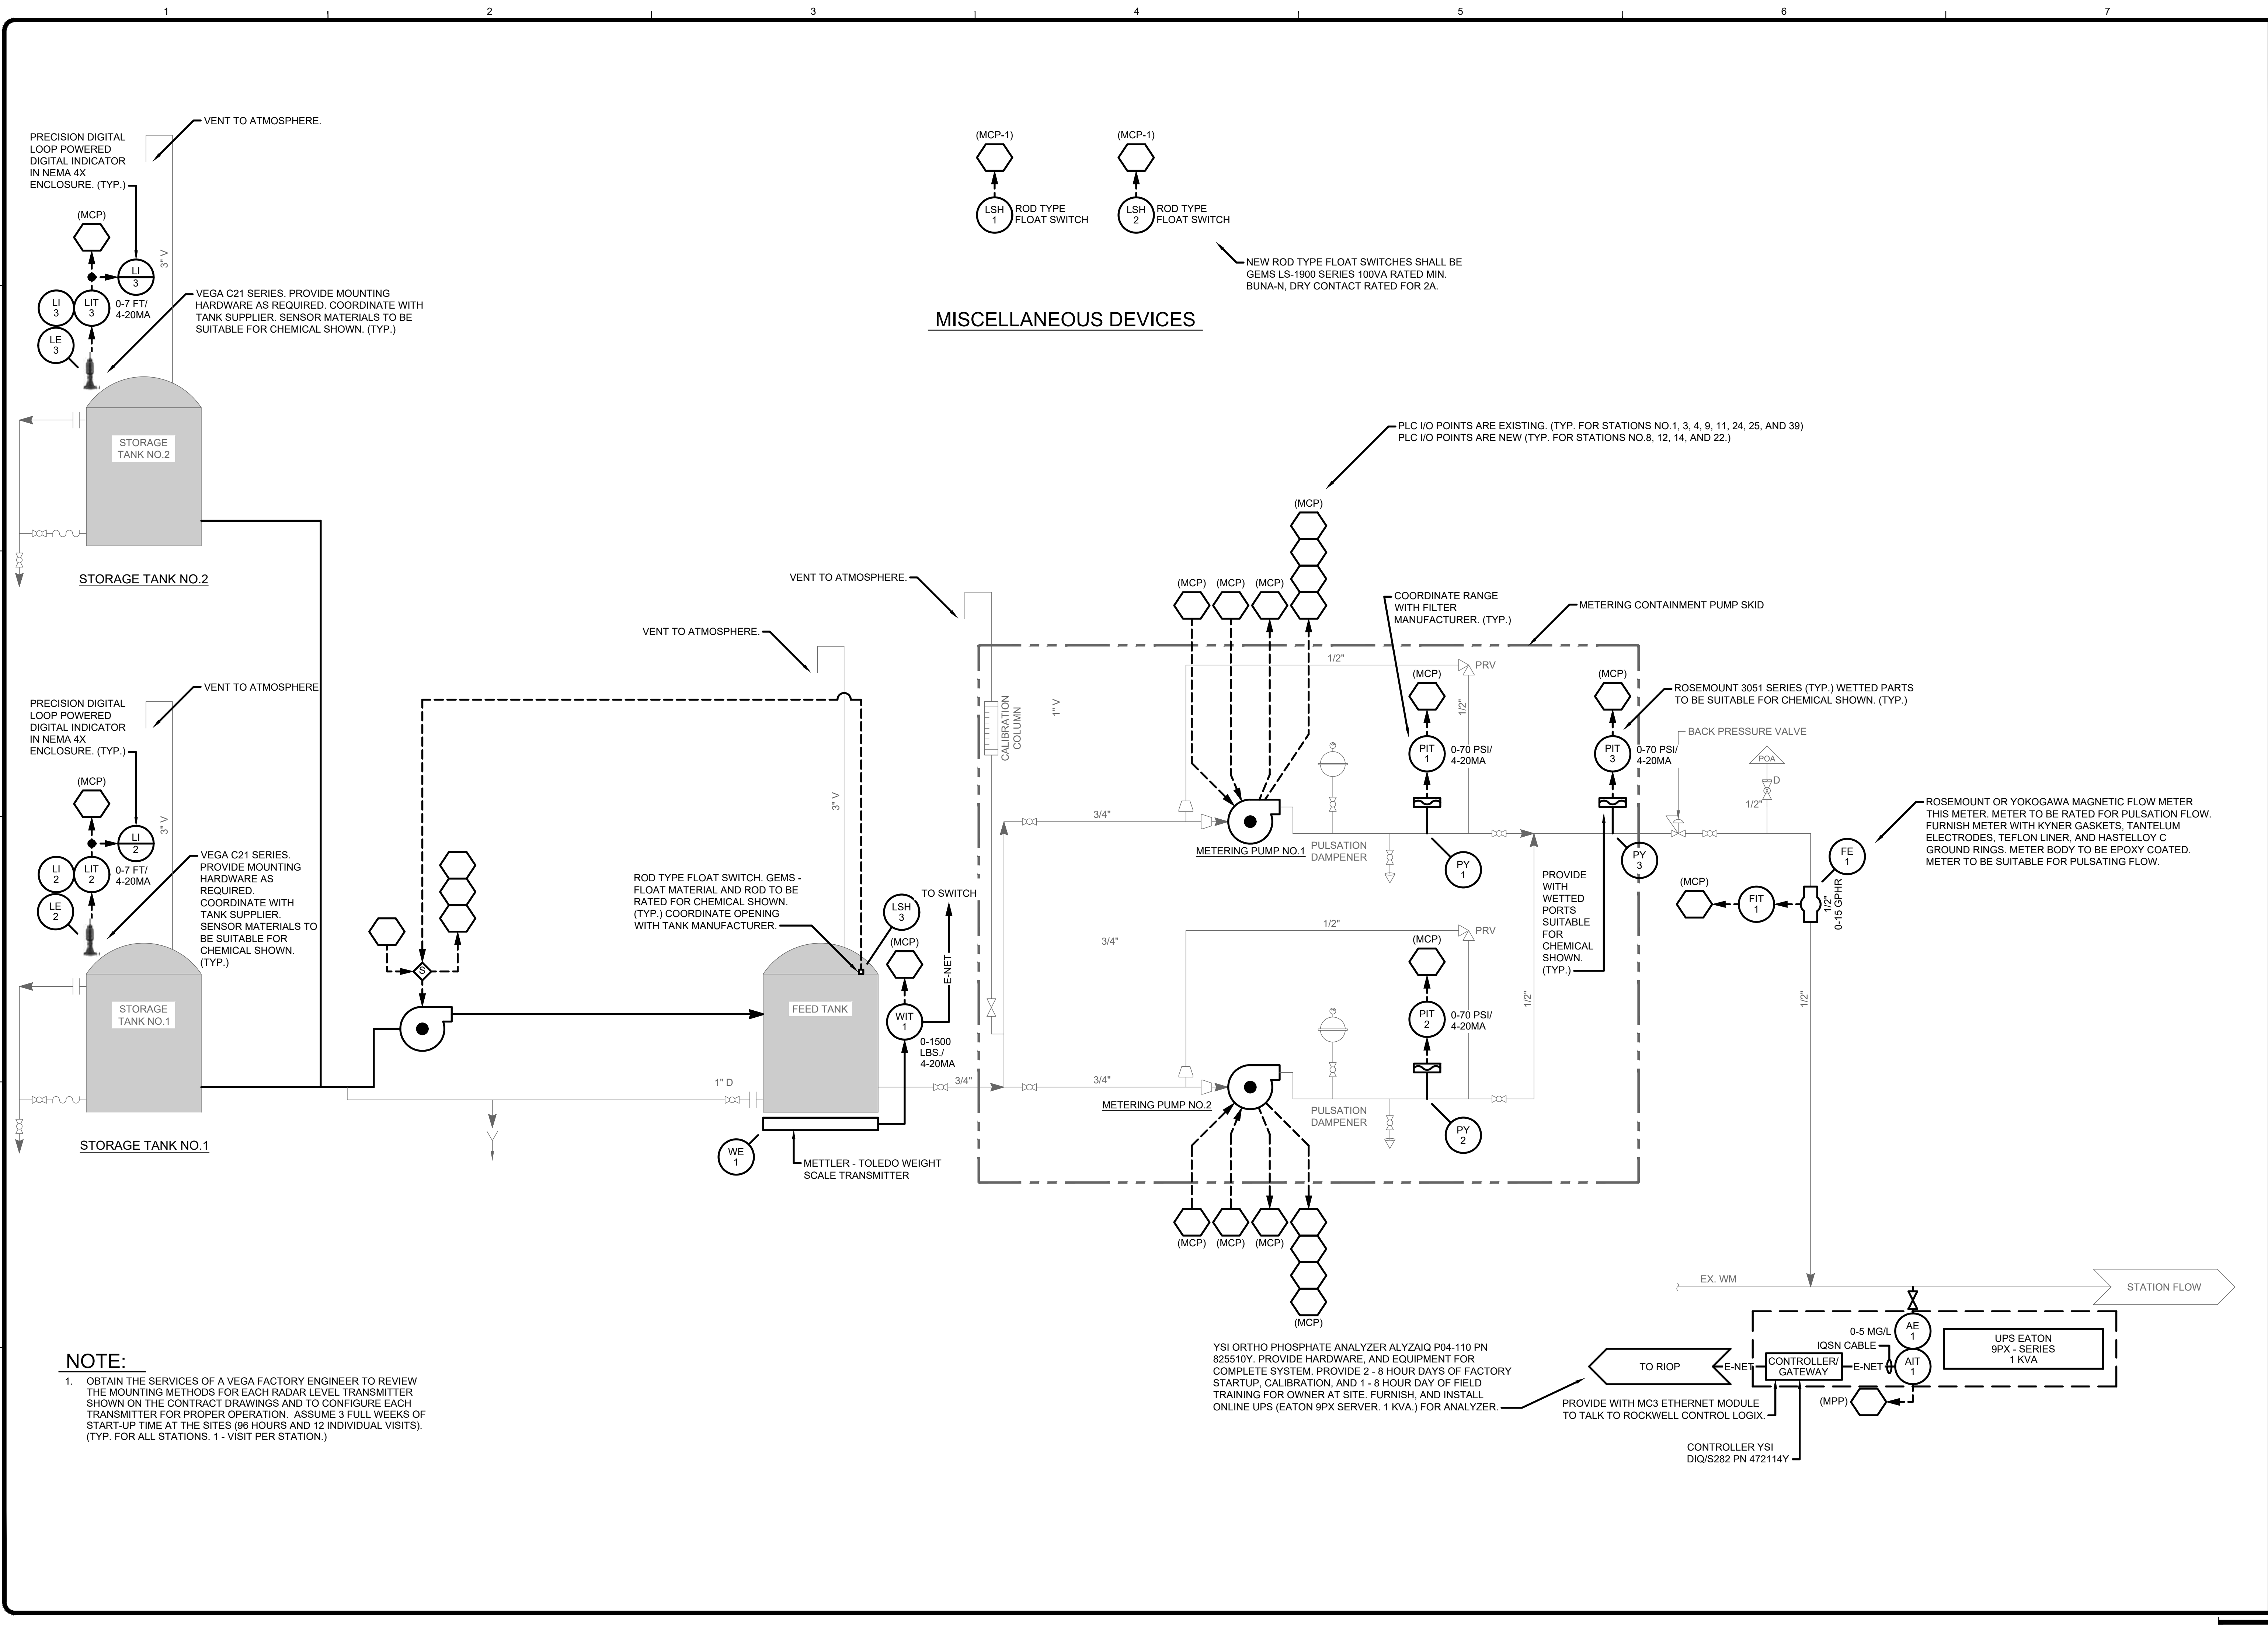 1
2
3
4
5
6
7
VENT TO ATMOSPHERE.
PRECISION DIGITAL
LOOP POWERED
DIGITAL INDICATOR
IN NEMA 4X
ENCLOSURE. (TYP.)
(MCP)
LI
3
3" V
LI
3
LIT
3
0-7 FT/
4-20MA
LE
3
VEGA C21 SERIES. PROVIDE MOUNTING
HARDWARE AS REQUIRED. COORDINATE WITH
TANK SUPPLIER. SENSOR MATERIALS TO BE
SUITABLE FOR CHEMICAL SHOWN. (TYP.)
STORAGE
TANK NO.2
STORAGE TANK NO.2
(MCP-1)
LSH
1
ROD TYPE
FLOAT SWITCH
(MCP-1)
LSH
2
ROD TYPE
FLOAT SWITCH
NEW ROD TYPE FLOAT SWITCHES SHALL BE
GEMS LS-1900 SERIES 100VA RATED MIN.
BUNA-N, DRY CONTACT RATED FOR 2A.
MISCELLANEOUS DEVICES
PLC I/O POINTS ARE EXISTING. (TYP. FOR STATIONS NO.1, 3, 4, 9, 11, 24, 25, AND 39)
PLC I/O POINTS ARE NEW (TYP. FOR STATIONS NO.8, 12, 14, AND 22.)
VENT TO ATMOSPHERE
PRECISION DIGITAL
LOOP POWERED
DIGITAL INDICATOR
IN NEMA 4X
ENCLOSURE. (TYP.)
(MCP)
LI
2
3" V
LI
2
LIT
2
0-7 FT/
4-20MA
LE
2
VEGA C21 SERIES.
PROVIDE MOUNTING
HARDWARE AS
REQUIRED.
COORDINATE WITH
TANK SUPPLIER.
SENSOR MATERIALS TO
BE SUITABLE FOR
CHEMICAL SHOWN.
(TYP.)
STORAGE
TANK NO.1
STORAGE TANK NO.1
S
VENT TO ATMOSPHERE.
VENT TO ATMOSPHERE.
3" V
ROD TYPE FLOAT SWITCH. GEMS -
FLOAT MATERIAL AND ROD TO BE
RATED FOR CHEMICAL SHOWN.
(TYP.) COORDINATE OPENING
WITH TANK MANUFACTURER.
LSH
3
TO SWITCH
(MCP)
E-NET
FEED TANK
WIT
1
0-1500
LBS./
4-20MA
1" D
3/4"
WE
1
METTLER - TOLEDO WEIGHT
SCALE TRANSMITTER
CALIBRATION
COLUMN
1" V
(MCP)
(MCP)
(MCP)
(MCP)
COORDINATE RANGE
WITH FILTER
MANUFACTURER. (TYP.)
METERING CONTAINMENT PUMP SKID
1/2"
PRV
1/2"
(MCP)
PIT
1
0-70 PSI/
4-20MA
(MCP)
PIT
3
0-70 PSI/
4-20MA
ROSEMOUNT 3051 SERIES (TYP.) WETTED PARTS
TO BE SUITABLE FOR CHEMICAL SHOWN. (TYP.)
3/4"
METERING PUMP NO.1
PULSATION
DAMPENER
PY
1
PY
3
PROVIDE
WITH
WETTED
PORTS
SUITABLE
FOR
CHEMICAL
SHOWN.
(TYP.)
3/4"
1/2"
PRV
(MCP)
PIT
2
0-70 PSI/
4-20MA
1/2"
3/4"
METERING PUMP NO.2
PULSATION
DAMPENER
PY
2
(MCP)
(MCP)
(MCP)
(MCP)
BACK PRESSURE VALVE
POA
D
1/2"
ROSEMOUNT OR YOKOGAWA MAGNETIC FLOW METER
THIS METER. METER TO BE RATED FOR PULSATION FLOW.
FURNISH METER WITH KYNER GASKETS, TANTELUM
ELECTRODES, TEFLON LINER, AND HASTELLOY C
GROUND RINGS. METER BODY TO BE EPOXY COATED.
METER TO BE SUITABLE FOR PULSATING FLOW.
FE
1
(MCP)
FIT
1
1/2"
0-15 GPHR
1/2"
EX. WM
STATION FLOW
0-5 MG/L
AE
1
IQSN CABLE
UPS EATON
9PX - SERIES
1 KVA
TO RIOP
E-NET
CONTROLLER/
GATEWAY
E-NET
AIT
1
(MPP)
YSI ORTHO PHOSPHATE ANALYZER ALYZAIQ P04-110 PN
825510Y. PROVIDE HARDWARE, AND EQUIPMENT FOR
COMPLETE SYSTEM. PROVIDE 2 - 8 HOUR DAYS OF FACTORY
STARTUP, CALIBRATION, AND 1 - 8 HOUR DAY OF FIELD
TRAINING FOR OWNER AT SITE. FURNISH, AND INSTALL
ONLINE UPS (EATON 9PX SERVER. 1 KVA.) FOR ANALYZER.
PROVIDE WITH MC3 ETHERNET MODULE
TO TALK TO ROCKWELL CONTROL LOGIX.
CONTROLLER YSI
DIQ/S282 PN 472114Y
NOTE:
1. OBTAIN THE SERVICES OF A VEGA FACTORY ENGINEER TO REVIEW
THE MOUNTING METHODS FOR EACH RADAR LEVEL TRANSMITTER
SHOWN ON THE CONTRACT DRAWINGS AND TO CONFIGURE EACH
TRANSMITTER FOR PROPER OPERATION. ASSUME 3 FULL WEEKS OF
START-UP TIME AT THE SITES (96 HOURS AND 12 INDIVIDUAL VISITS).
(TYP. FOR ALL STATIONS. 1 - VISIT PER STATION.)